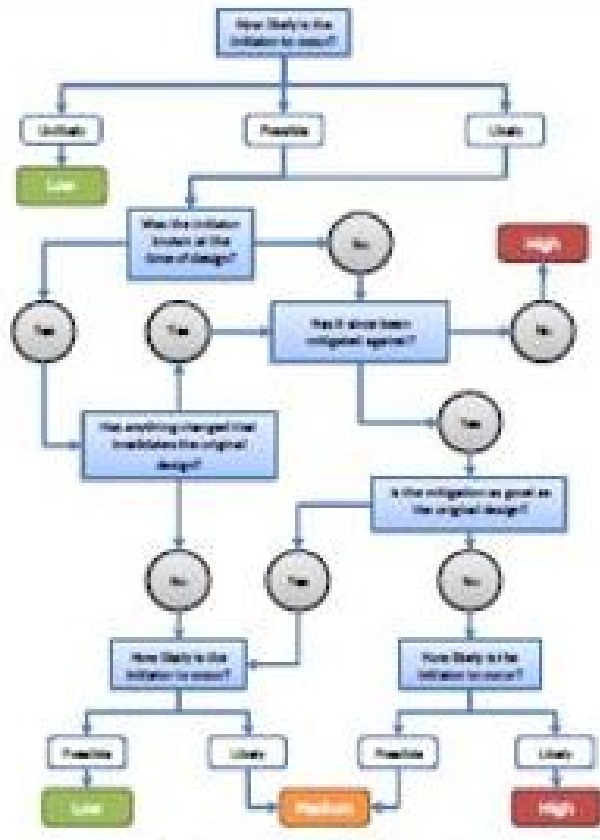 How likely is the
initiator to occur?
Unlikely
Possible
Likely
Low
Was the initiator
known at the
time of design?
No
High
Yes
Yes
Has it since been
mitigated against?
No
Has anything changed that
invalidates the original
design?
Yes
Is the mitigation as good as
the original design?
No
Yes
No
How likely is the
initiator to occur?
How likely is the
initiator to occur?
Possible
Likely
Possible
Likely
Low
Medium
High